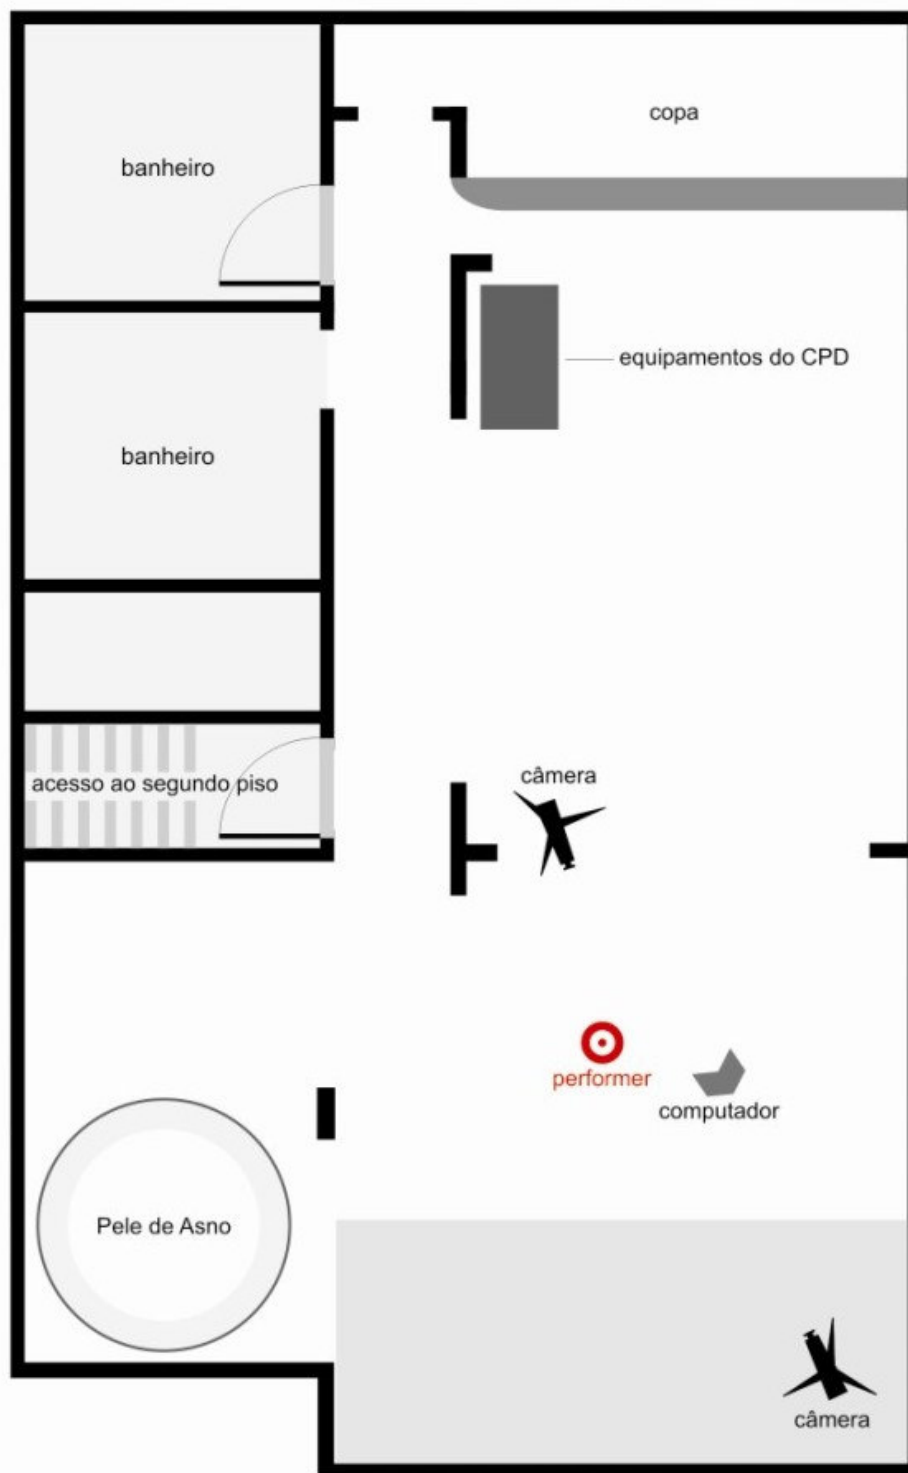 copa
banheiro
equipamentos do CPD
banheiro
câmera
acesso ao segundo piso
performer
computador
Pele de Asno
câmera